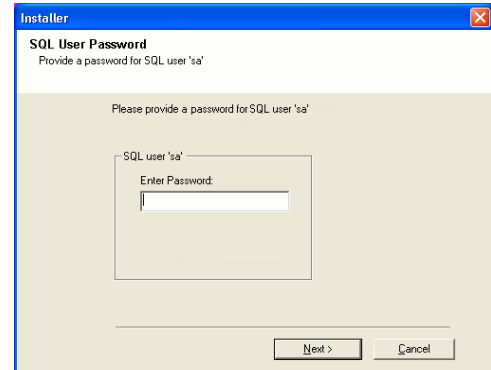 Installer
SQL User Password
Provide a password for SQL user 'sa'
Please provide a password for SQL user 'sa'
SQL user 'sa'
Enter Password:
Next >
Cancel